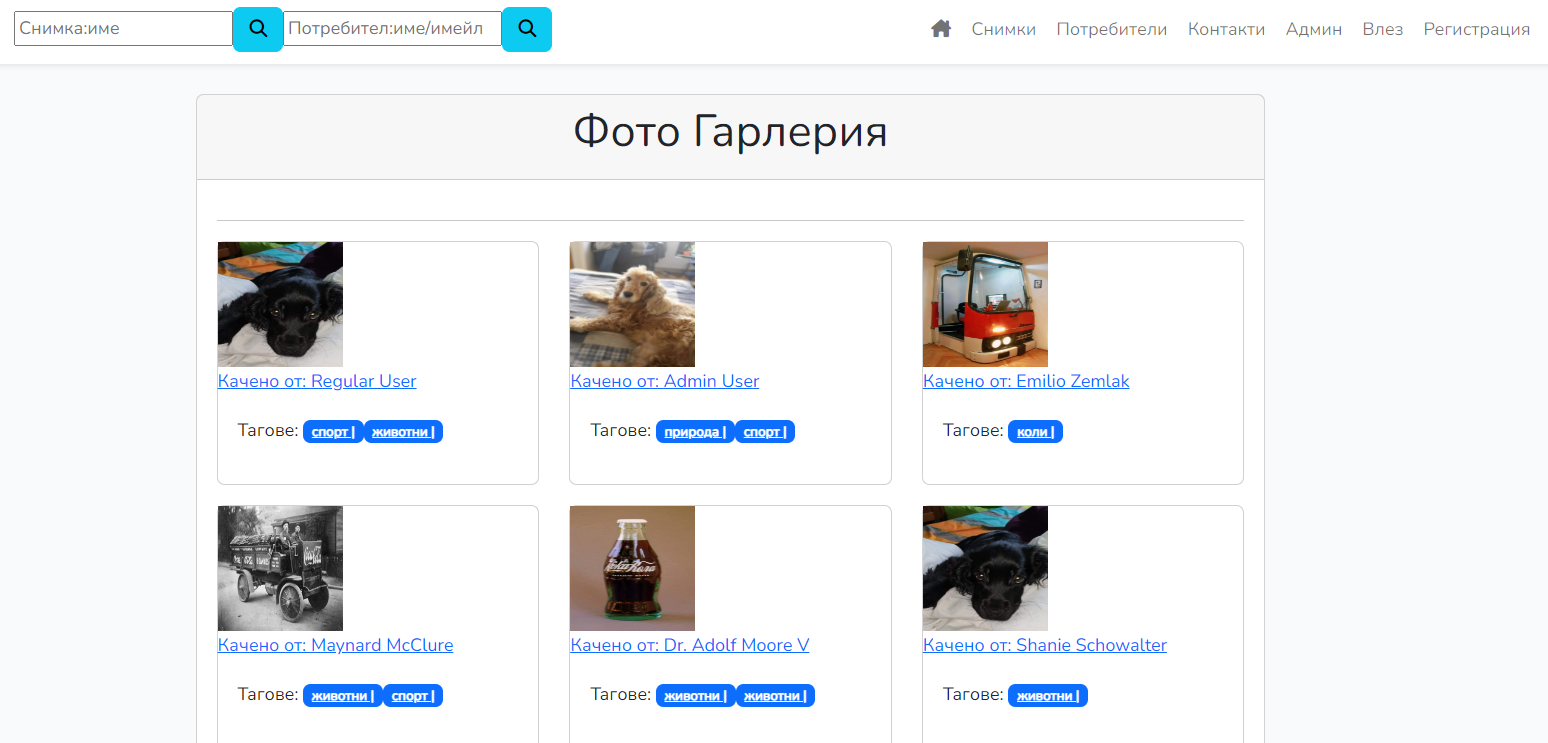 Снимка:име Потребител:име/имейл Снимки Потребители Контакти Админ Влез Регистрация
Фото Гарлерия
Качено от: Regular User Качено от: Admin User Качено от: Emilio Zemlak
Тагове: спорт | животни | Тагове: природа | спорт | Тагове: коли |
Качено от: Maynard McClure Качено от: Dr. Adolf Moore V Качено от: Shanie Schowalter
Тагове: животни | спорт | Тагове: животни | животни | Тагове: животни |